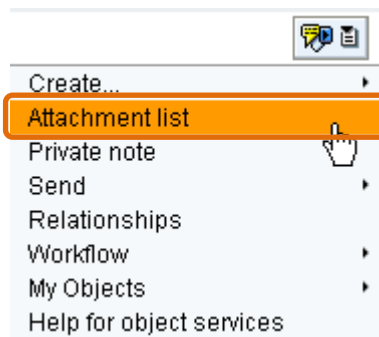 Create...
Attachment list
Private note
Send
Relationships
Workflow
My Objects
Help for object services